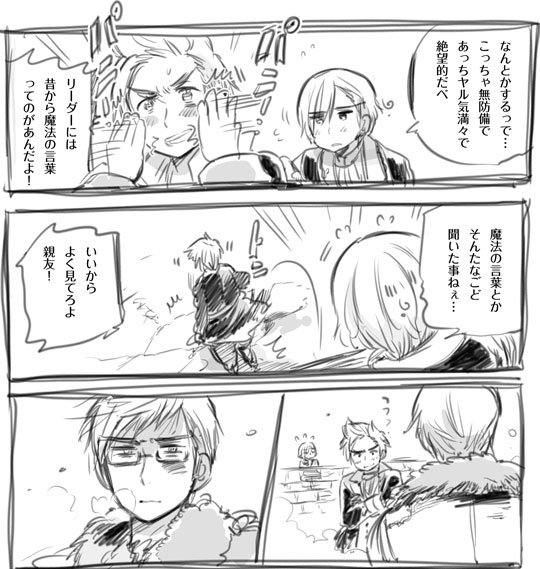 なんとかするって…
こっちゃ無防備で
あっちヤル気満々で
絶望的だべ
パン
パン
リーダーには
昔から魔法の言葉
ってのがあんだよ！
魔法の言葉とか
そんたなごど
聞いた事ねぇ…
いいから
よく見てろよ
親友！